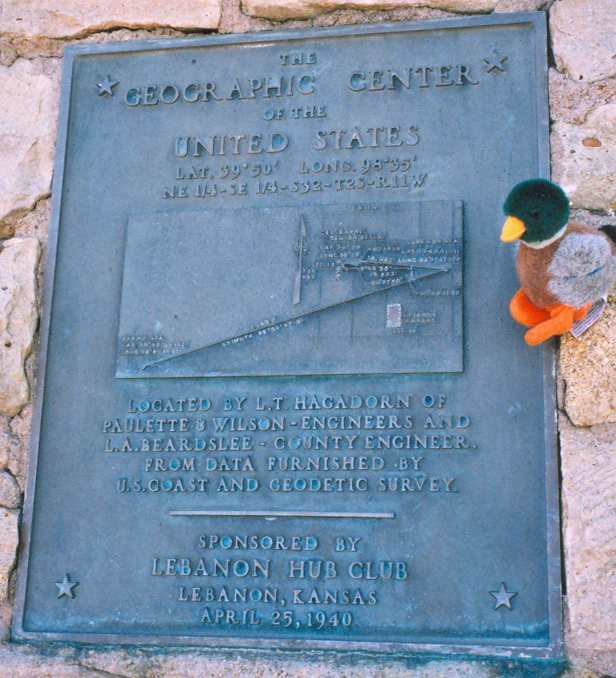 THE
GEOGRAPHIC CENTER
OF THE
UNITED STATES
LAT. 39°50' LONG. 98°35'
NE 1/4-SE 1/4-S32-T2S-R.11W
LOCATED BY L.T. HAGADORN OF
PAULETTE & WILSON-ENGINEERS AND
L.A. BEARDSLEE - COUNTY ENGINEER.
FROM DATA FURNISHED BY
U.S. COAST AND GEODETIC SURVEY.
SPONSORED BY
LEBANON HUB CLUB
LEBANON, KANSAS
APRIL 25, 1940